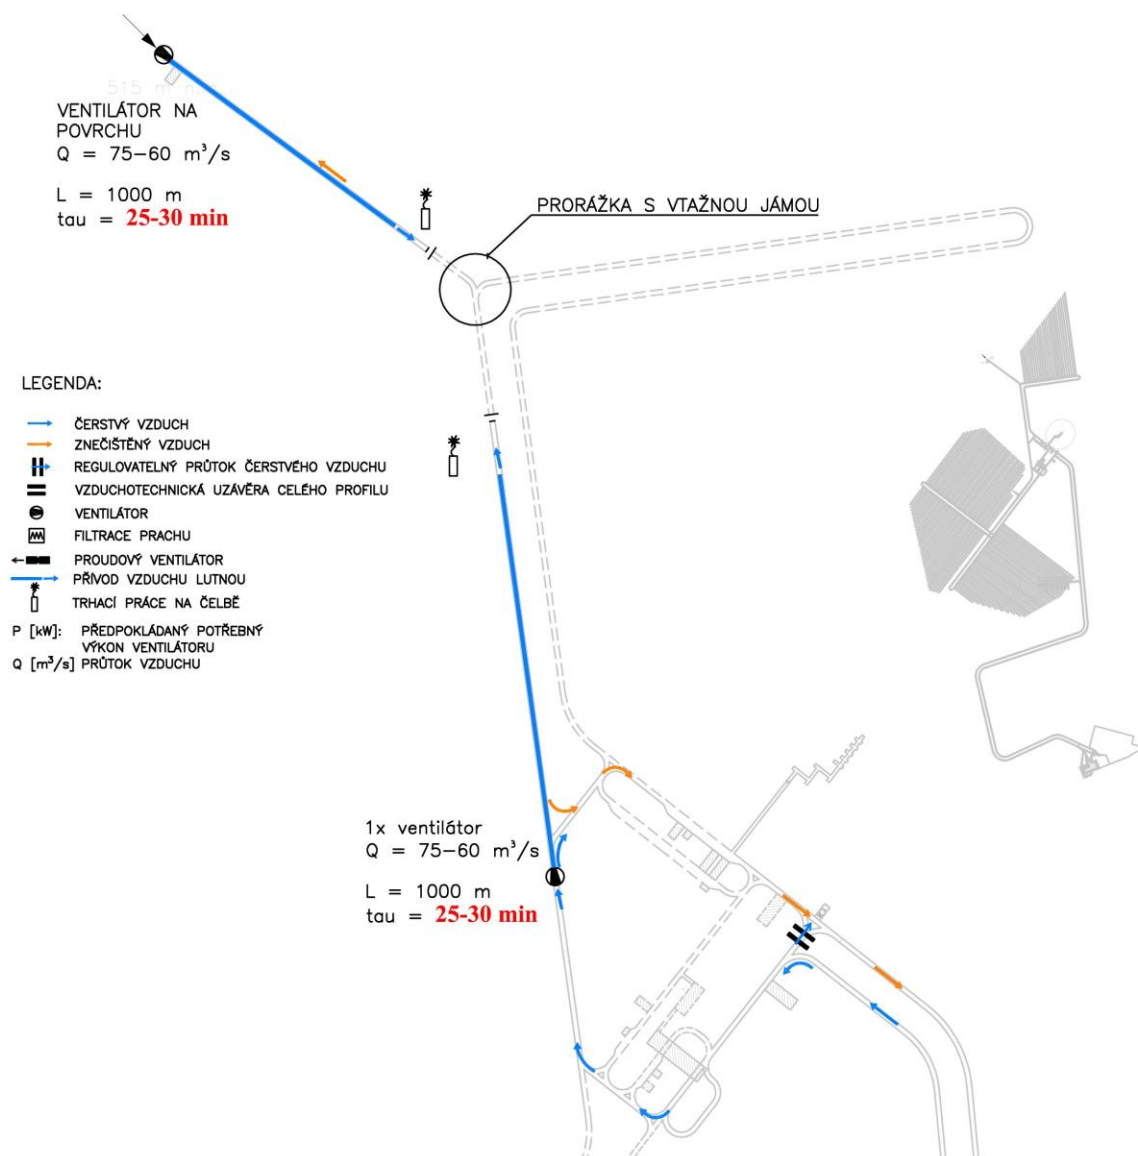 515 m n.m.
VENTILÁTOR NA
POVRCHU
Q = 75-60 m³/s
L = 1000 m
tau = 25-30 min
PRORÁŽKA S VTAŽNOU JÁMOU
LEGENDA:
ČERSTVÝ VZDUCH
ZNEČIŠTĚNÝ VZDUCH
REGULOVATELNÝ PRŮTOK ČERSTVÉHO VZDUCHU
VZDUCHOTECHNICKÁ UZÁVĚRA CELÉHO PROFILU
VENTILÁTOR
FILTRACE PRACHU
PROUDOVÝ VENTILÁTOR
PŘÍVOD VZDUCHU LUTNOU
TRHACÍ PRÁCE NA ČELBĚ
P [kW]: PŘEDPOKLÁDANÝ POTŘEBNÝ
VÝKON VENTILÁTORU
Q [m³/s] PRŮTOK VZDUCHU
1x ventilátor
Q = 75-60 m³/s
L = 1000 m
tau = 25-30 min